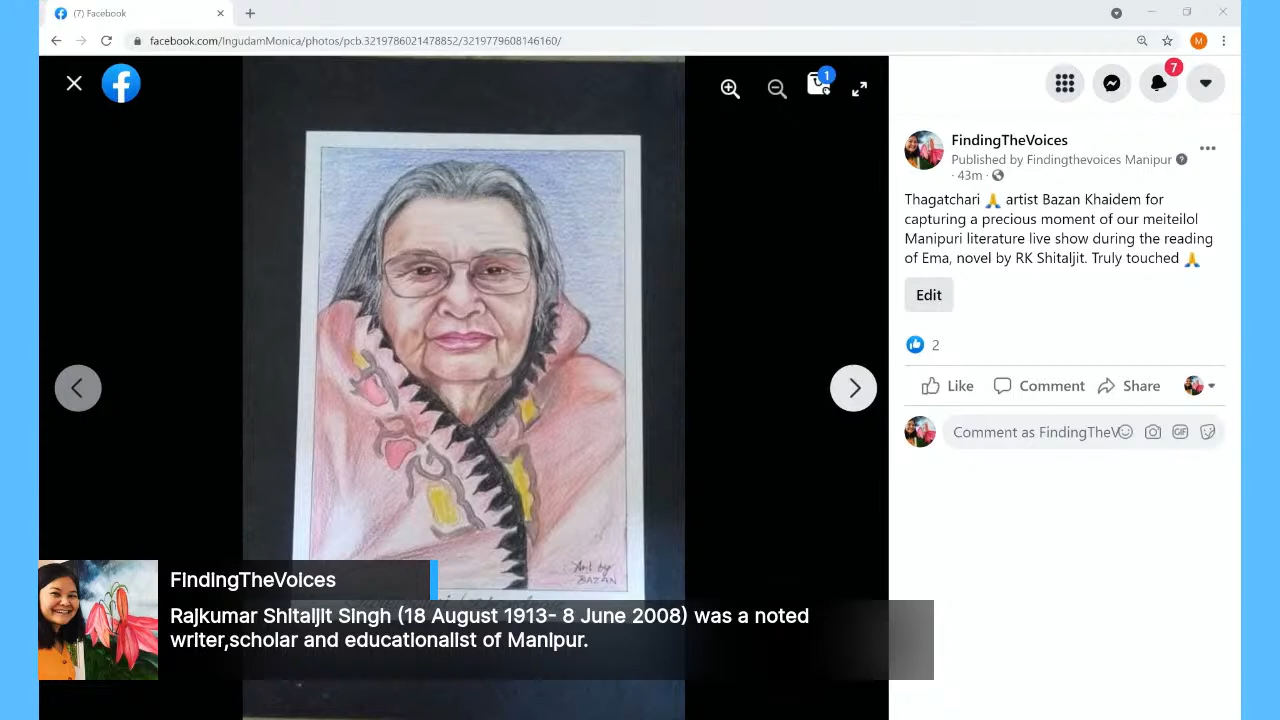 (7) Facebook
facebook.com/IngudamMonica/photos/pcb.3219786021478852/3219779608146160/
M
1
7
FindingTheVoices
Published by Findingthevoices Manipur
· 43m ·
Thagatchari 🙏 artist Bazan Khaidem for
capturing a precious moment of our meiteilol
Manipuri literature live show during the reading
of Ema, novel by RK Shitaljit. Truly touched 🙏
Edit
2
Like Comment Share
Comment as FindingTheV
GIF
Art by
BAZAN
FindingTheVoices
Rajkumar Shitaljit Singh (18 August 1913- 8 June 2008) was a noted
writer,scholar and educationalist of Manipur.